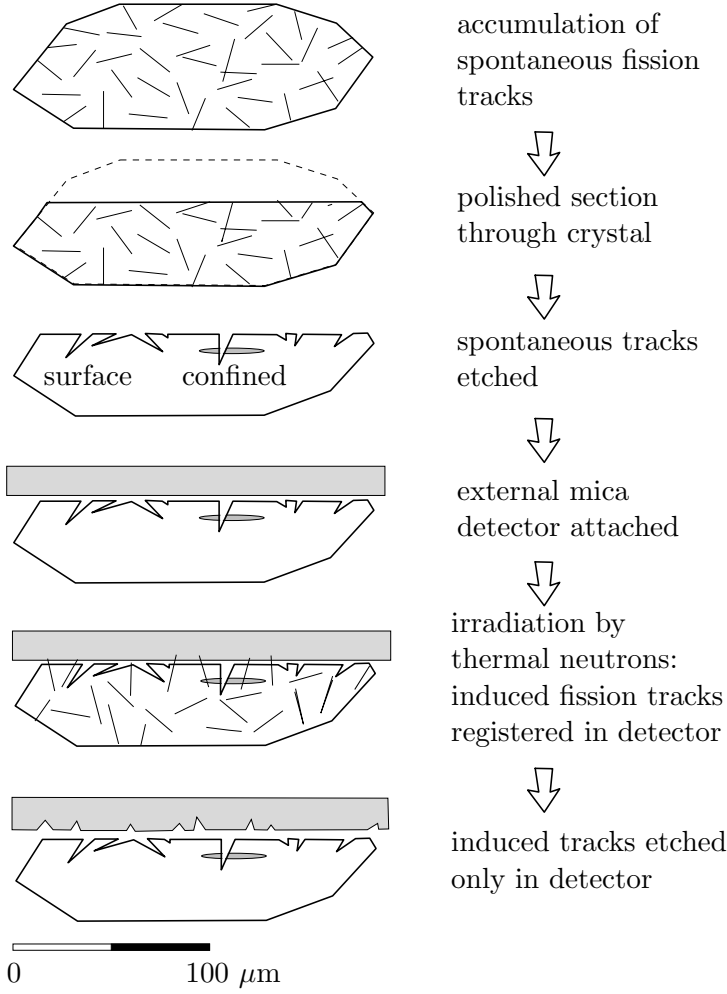 accumulation of
spontaneous fission
tracks
polished section
through crystal
spontaneous tracks
etched
surface confined
external mica
detector attached
irradiation by
thermal neutrons:
induced fission tracks
registered in detector
induced tracks etched
only in detector
0 100 μm